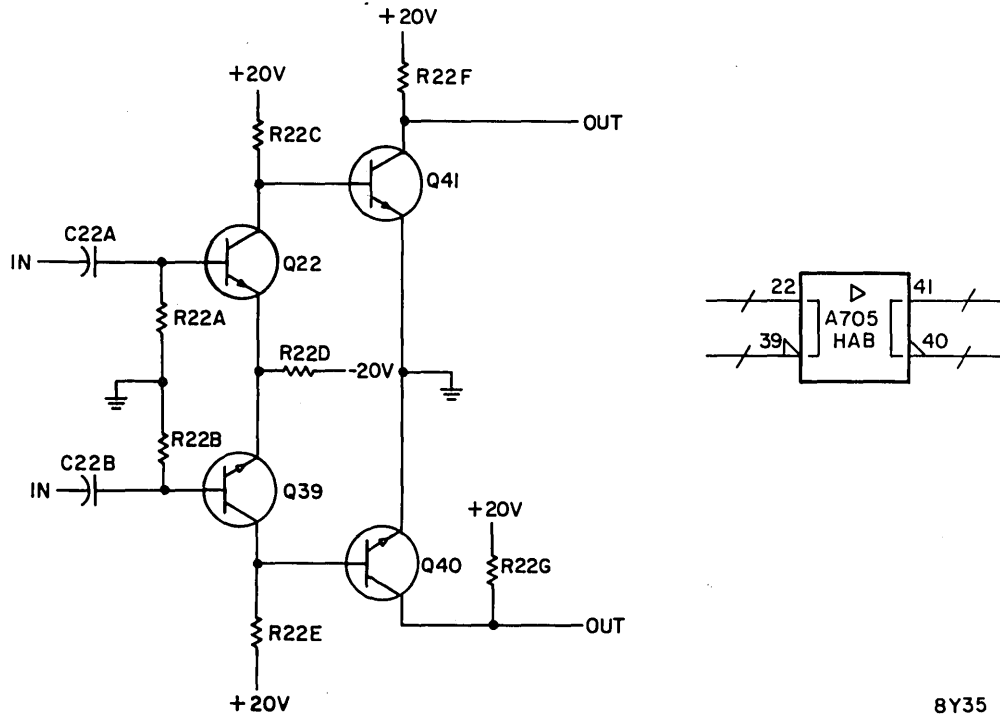 +20V
R22F
+20V
OUT
R22C
Q41
C22A
IN
Q22
R22A
R22D
-20V
R22B
C22B
IN
Q39
+20V
Q40
R22G
R22E
OUT
+20V
22
41
A705
39
HAB
40
8Y35